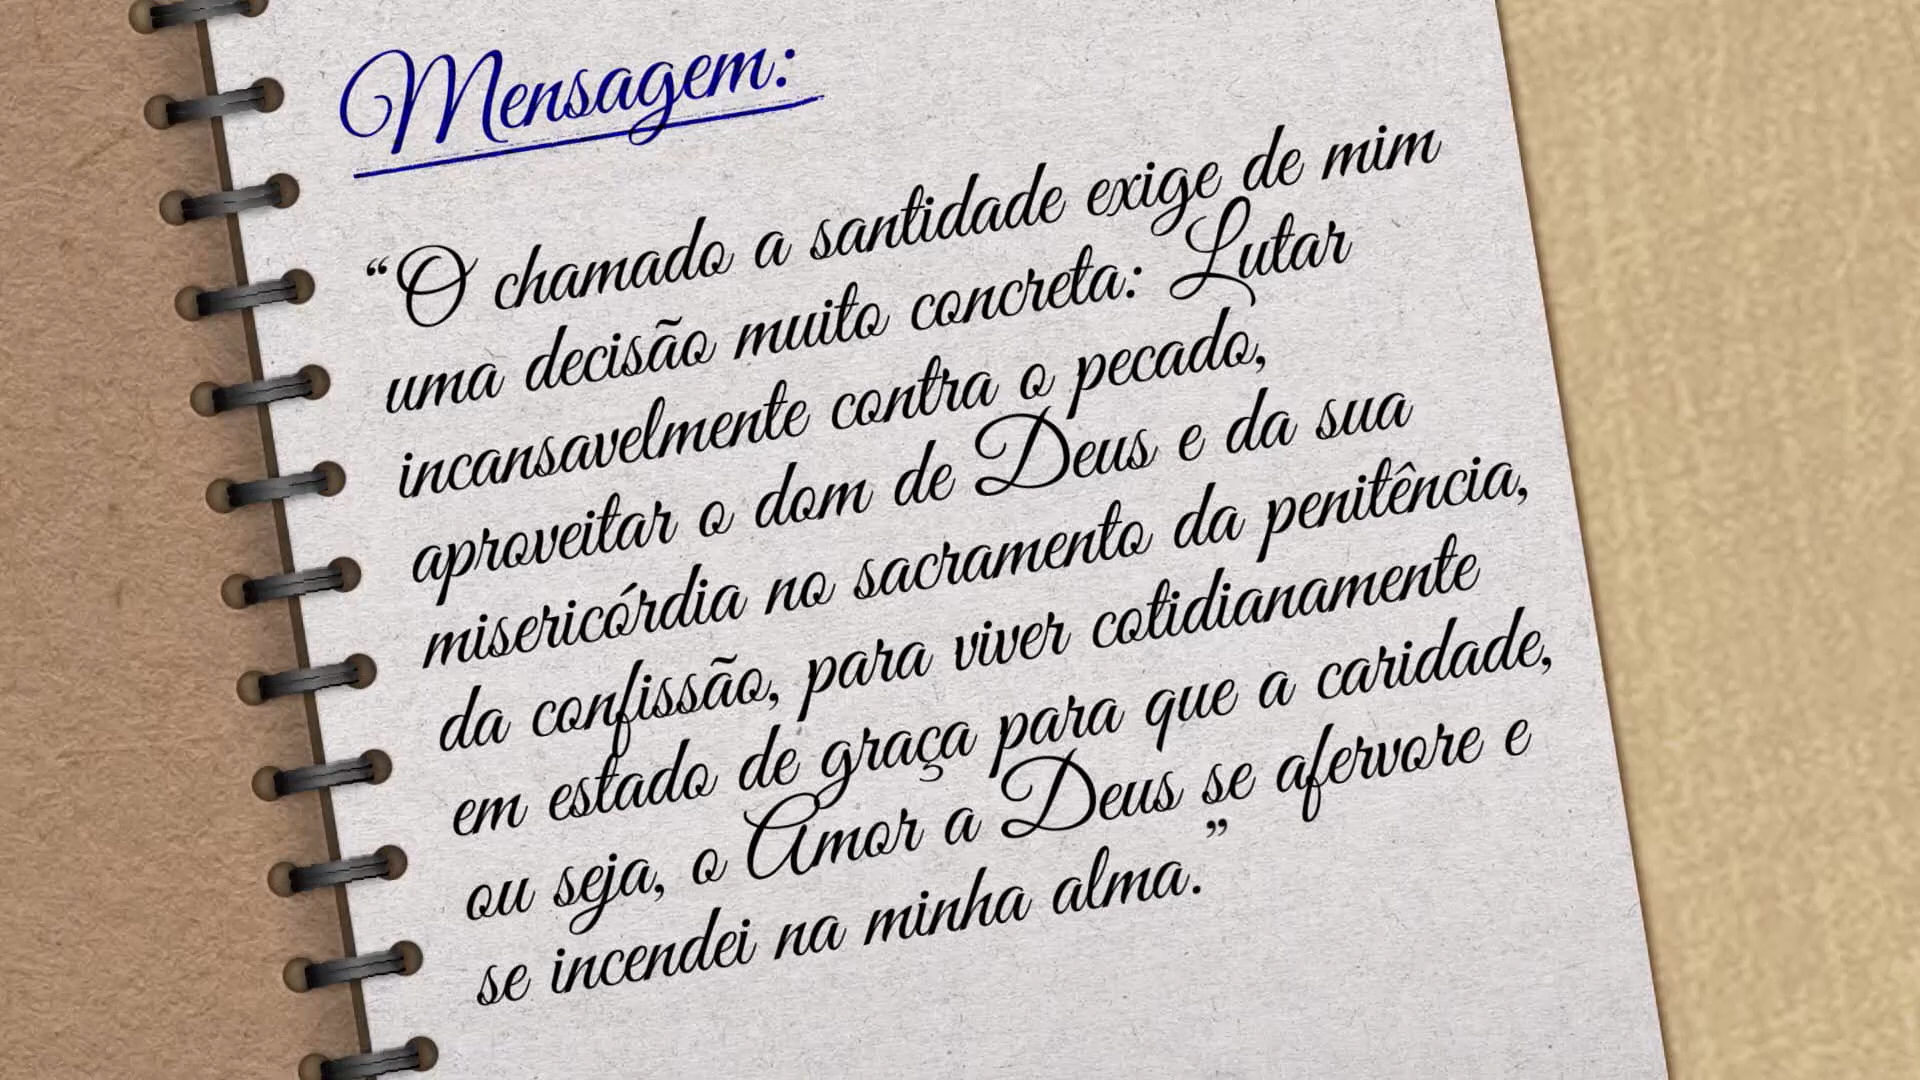 Mensagem:
“O chamado a santidade exige de mim
uma decisão muito concreta: Lutar
incansavelmente contra o pecado,
aproveitar o dom de Deus e da sua
misericórdia no sacramento da penitência,
da confissão, para viver cotidianamente
em estado de graça para que a caridade,
ou seja, o Amor a Deus se afervore e
se incendei na minha alma.”